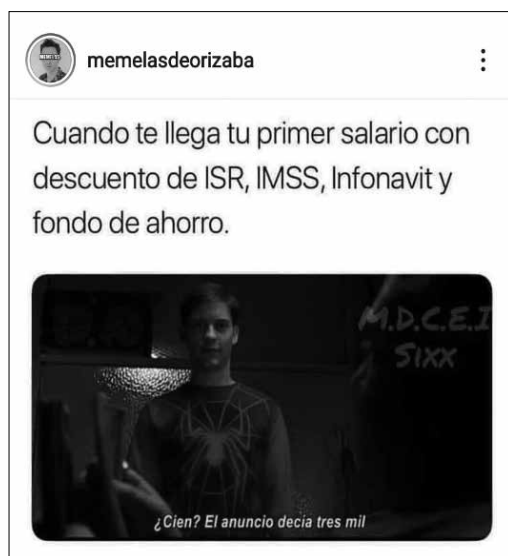 memelasdeorizaba
Cuando te llega tu primer salario con
descuento de ISR, IMSS, Infonavit y
fondo de ahorro.
M.D.C.E.I
SIXX
¿Cien? El anuncio decia tres mil